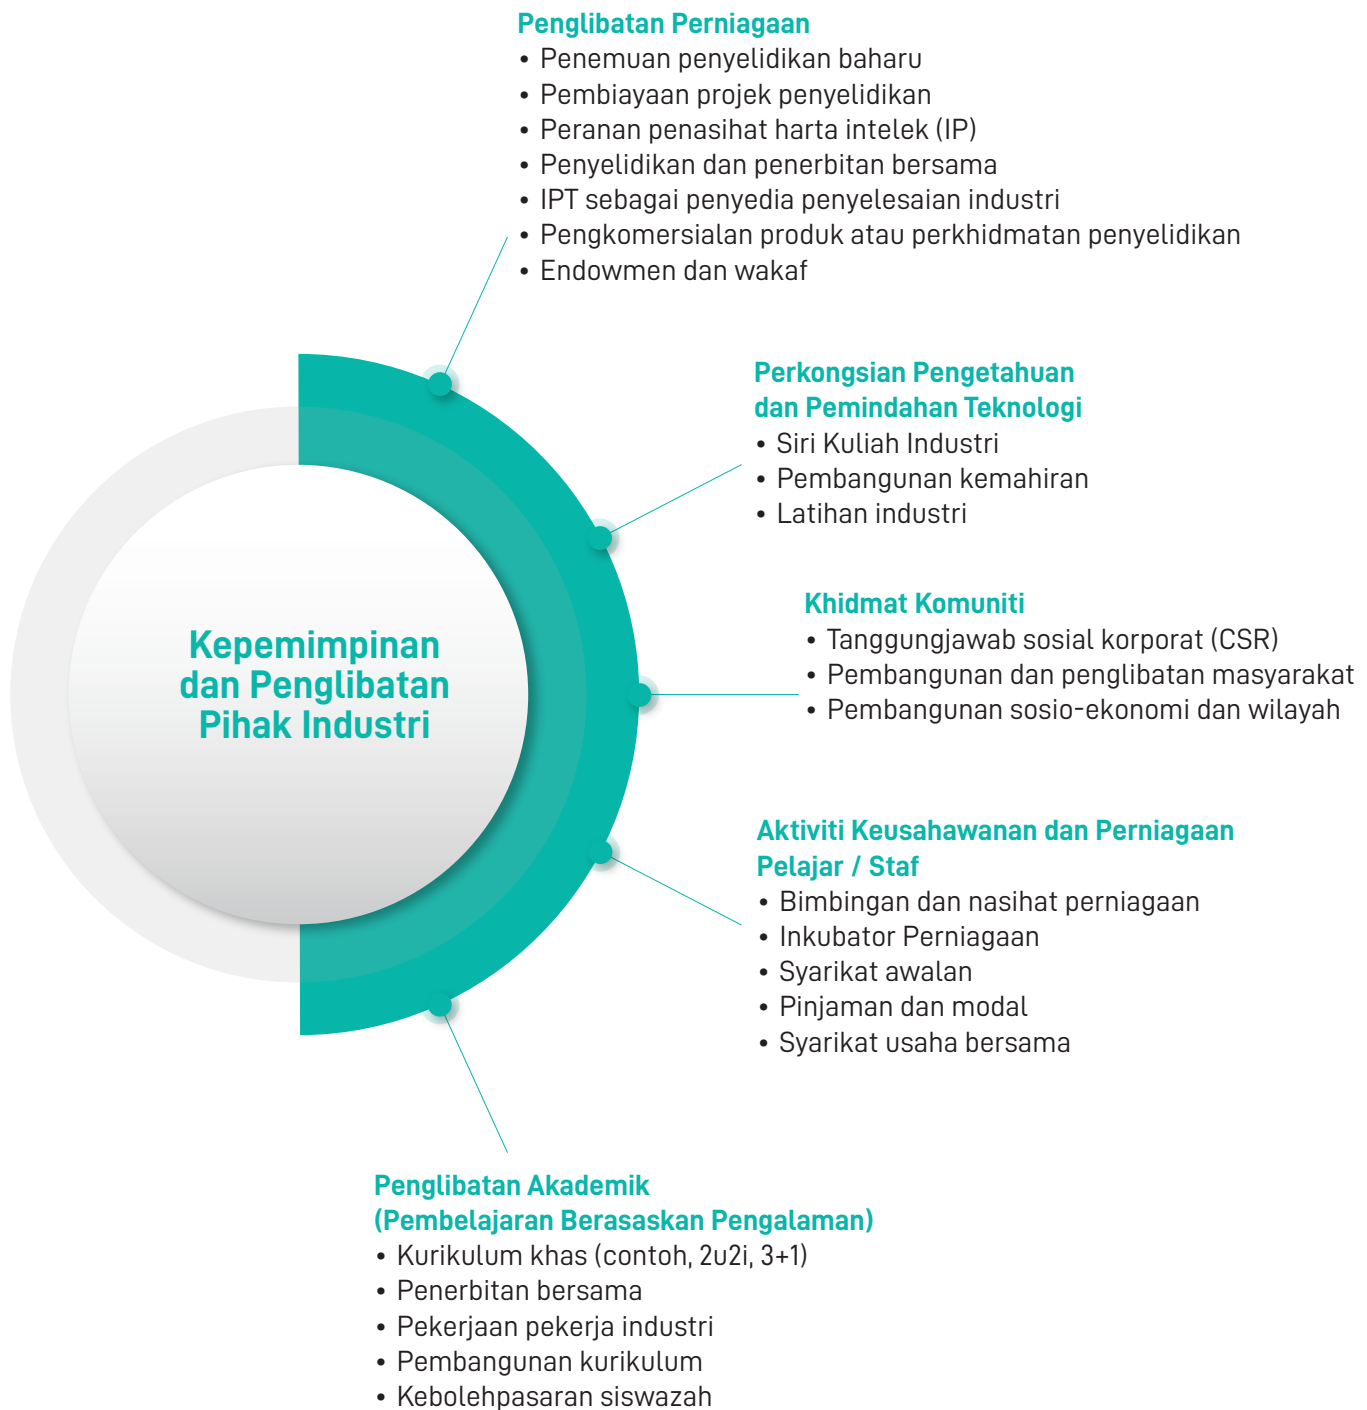 Penglibatan Perniagaan
• Penemuan penyelidikan baharu
• Pembiayaan projek penyelidikan
• Peranan penasihat harta intelek (IP)
• Penyelidikan dan penerbitan bersama
• IPT sebagai penyedia penyelesaian industri
• Pengkomersialan produk atau perkhidmatan penyelidikan
• Endowmen dan wakaf
Perkongsian Pengetahuan
dan Pemindahan Teknologi
• Siri Kuliah Industri
• Pembangunan kemahiran
• Latihan industri
Kepemimpinan
dan Penglibatan
Pihak Industri
Khidmat Komuniti
• Tanggungjawab sosial korporat (CSR)
• Pembangunan dan penglibatan masyarakat
• Pembangunan sosio-ekonomi dan wilayah
Aktiviti Keusahawanan dan Perniagaan
Pelajar / Staf
• Bimbingan dan nasihat perniagaan
• Inkubator Perniagaan
• Syarikat awalan
• Pinjaman dan modal
• Syarikat usaha bersama
Penglibatan Akademik
(Pembelajaran Berasaskan Pengalaman)
• Kurikulum khas (contoh, 2u2i, 3+1)
• Penerbitan bersama
• Pekerjaan pekerja industri
• Pembangunan kurikulum
• Kebolehpasaran siswazah